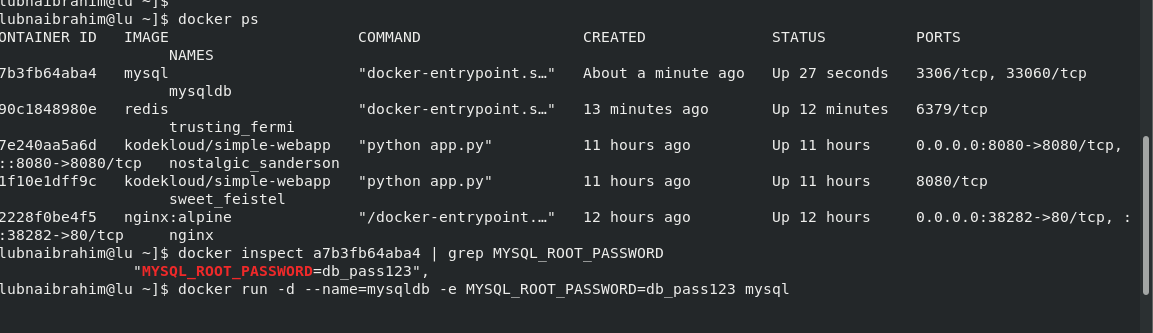 lubnaibrahim@lu ~]$
lubnaibrahim@lu ~]$ docker ps
ONTAINER ID   IMAGE                     COMMAND                  CREATED              STATUS          PORTS
                   NAMES
7b3fb64aba4   mysql                     "docker-entrypoint.s…"   About a minute ago   Up 27 seconds   3306/tcp, 33060/tcp
                   mysqldb
90c1848980e   redis                     "docker-entrypoint.s…"   13 minutes ago       Up 12 minutes   6379/tcp
                   trusting_fermi
7e240aa5a6d   kodekloud/simple-webapp   "python app.py"          11 hours ago         Up 11 hours     0.0.0.0:8080->8080/tcp,
::8080->8080/tcp   nostalgic_sanderson
1f10e1dff9c   kodekloud/simple-webapp   "python app.py"          11 hours ago         Up 11 hours     8080/tcp
                   sweet_feistel
2228f0be4f5   nginx:alpine              "/docker-entrypoint.…"   12 hours ago         Up 12 hours     0.0.0.0:38282->80/tcp, :
:38282->80/tcp     nginx
lubnaibrahim@lu ~]$ docker inspect a7b3fb64aba4 | grep MYSQL_ROOT_PASSWORD
               "MYSQL_ROOT_PASSWORD=db_pass123",
lubnaibrahim@lu ~]$ docker run -d --name=mysqldb -e MYSQL_ROOT_PASSWORD=db_pass123 mysql